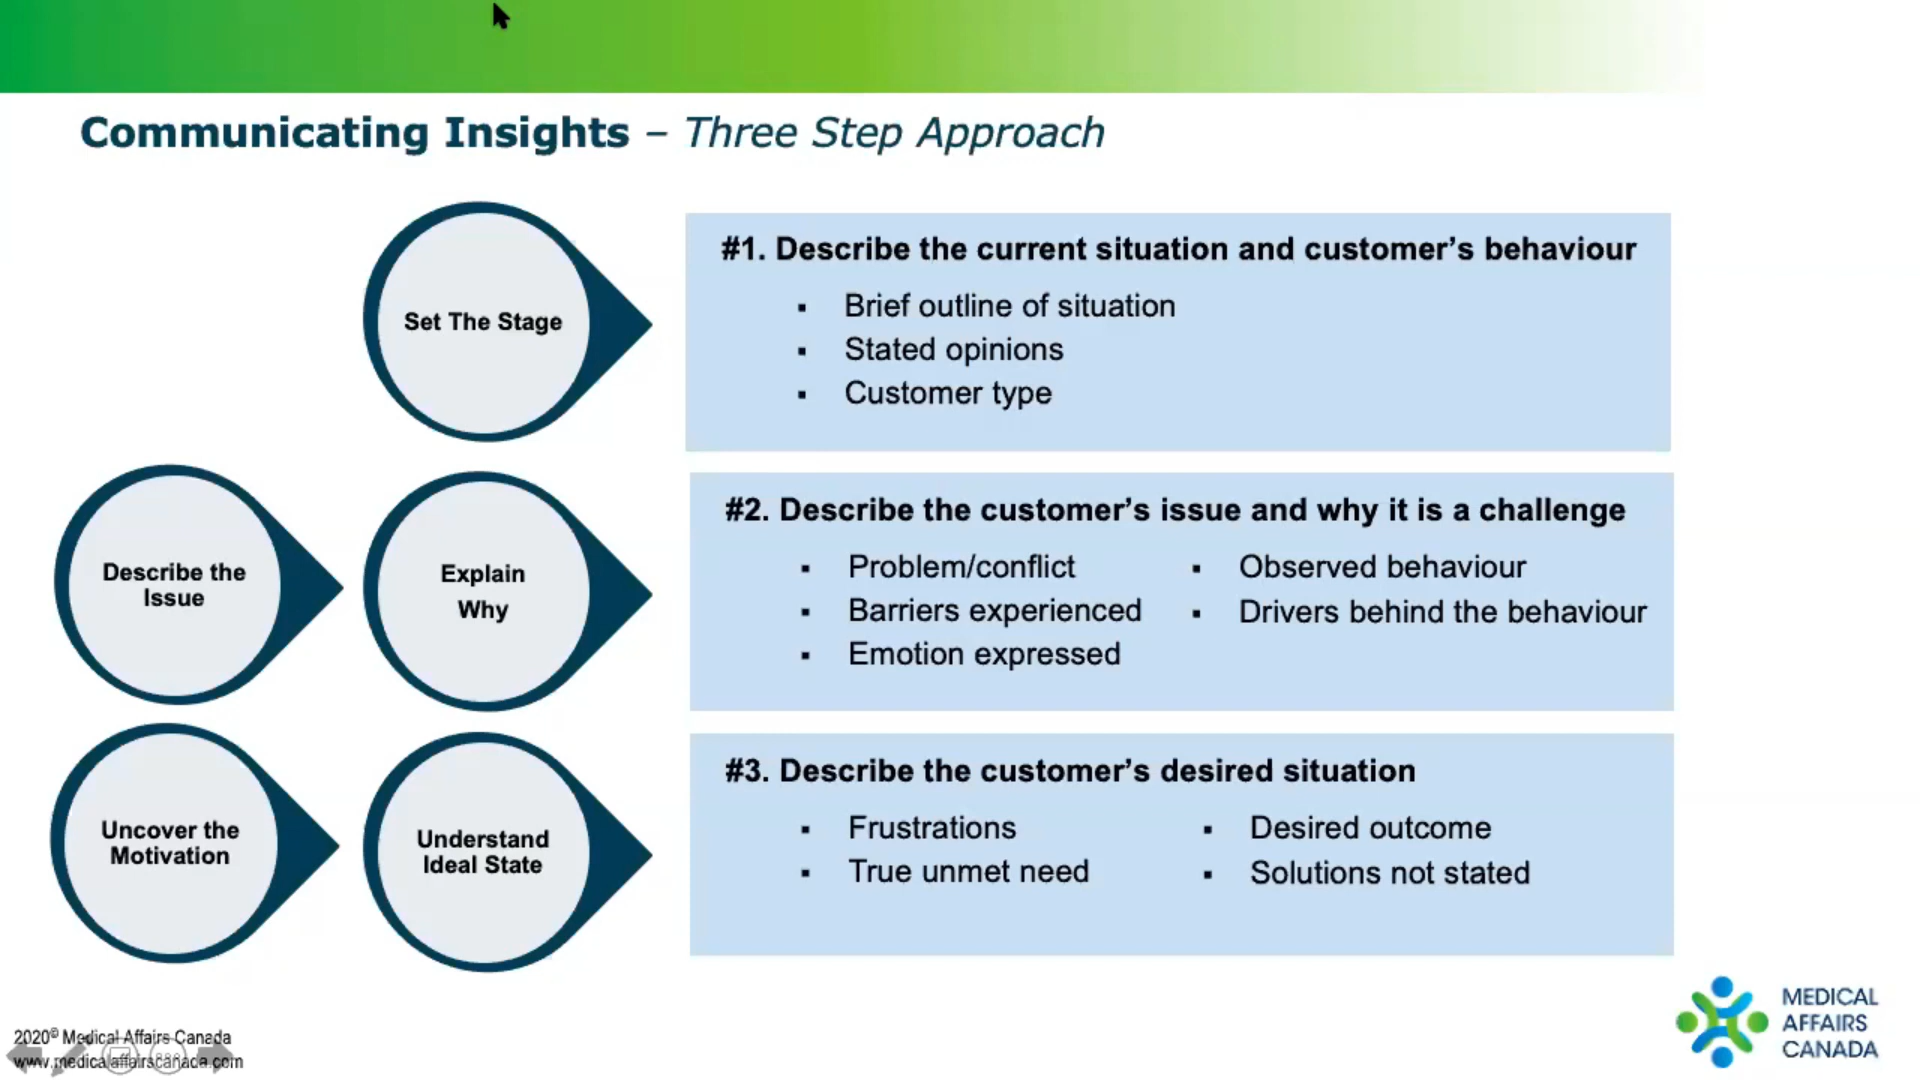 Communicating Insights – Three Step Approach
Set The Stage
#1. Describe the current situation and customer’s behaviour
▪ Brief outline of situation
▪ Stated opinions
▪ Customer type
Describe the
Issue
Explain
Why
#2. Describe the customer’s issue and why it is a challenge
▪ Problem/conflict
▪ Barriers experienced
▪ Emotion expressed
▪ Observed behaviour
▪ Drivers behind the behaviour
Uncover the
Motivation
Understand
Ideal State
#3. Describe the customer’s desired situation
▪ Frustrations
▪ True unmet need
▪ Desired outcome
▪ Solutions not stated
2020© Medical Affairs Canada
www.medicalaffairscanada.com
MEDICAL
AFFAIRS
CANADA